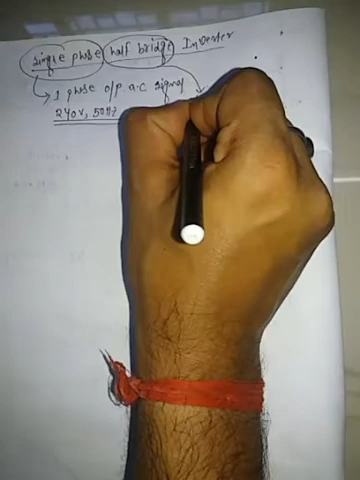 single phase half bridge Inverter
1 phase o/p a.c signal
240v, 50Hz